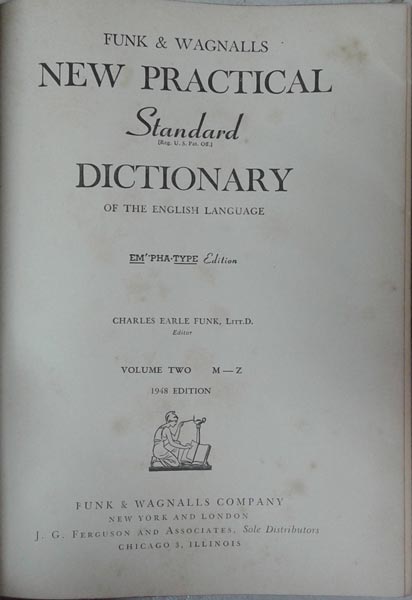 FUNK & WAGNALLS
NEW PRACTICAL
Standard
[Reg. U. S. Pat. Off.]
DICTIONARY
OF THE ENGLISH LANGUAGE
EM′PHA·TYPE Edition
CHARLES EARLE FUNK, LITT.D.
Editor
VOLUME TWO M—Z
1948 EDITION
FUNK & WAGNALLS COMPANY
NEW YORK AND LONDON
J. G. FERGUSON AND ASSOCIATES, Sole Distributors
CHICAGO 5, ILLINOIS